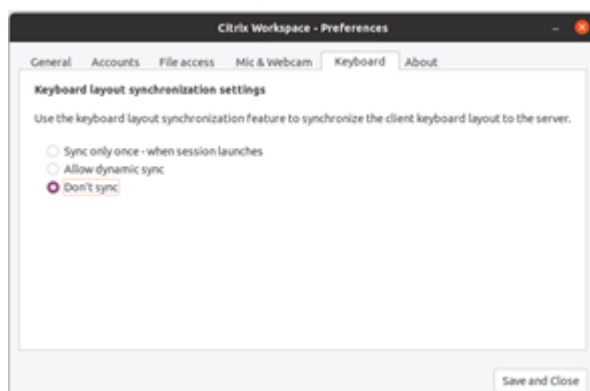 Citrix Workspace - Preferences
General Accounts File access Mic & Webcam Keyboard About
Keyboard layout synchronization settings
Use the keyboard layout synchronization feature to synchronize the client keyboard layout to the server.
Sync only once - when session launches
Allow dynamic sync
Don't sync
Save and Close